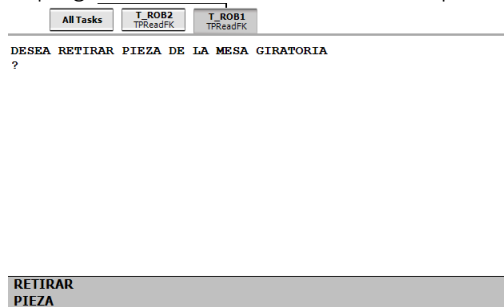 All Tasks
T_ROB2
TPReadFK
T_ROB1
TPReadFK
DESEA RETIRAR PIEZA DE LA MESA GIRATORIA
?
RETIRAR
PIEZA